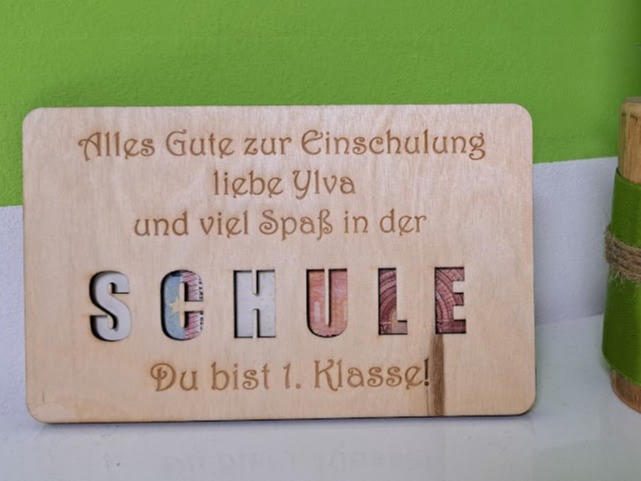 Alles Gute zur Einschulung
liebe Ylva
und viel Spaß in der
SCHULE
Du bist 1. Klasse!